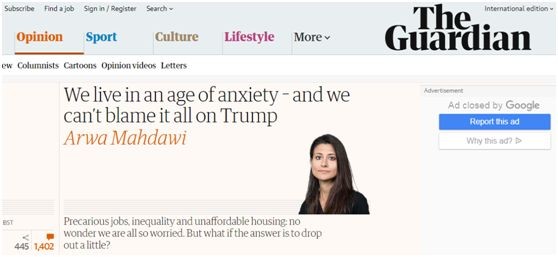 Subscribe Find a job Sign in / Register Search International edition
The
Guardian
Opinion Sport Culture Lifestyle More
ew Columnists Cartoons Opinion videos Letters
Advertisement
We live in an age of anxiety – and we
can't blame it all on Trump
Arwa Mahdawi
Ad closed by Google
Report this ad
Why this ad?
BST
445 1,402
Precarious jobs, inequality and unaffordable housing: no
wonder we are all so worried. But what if the answer is to drop
out a little?